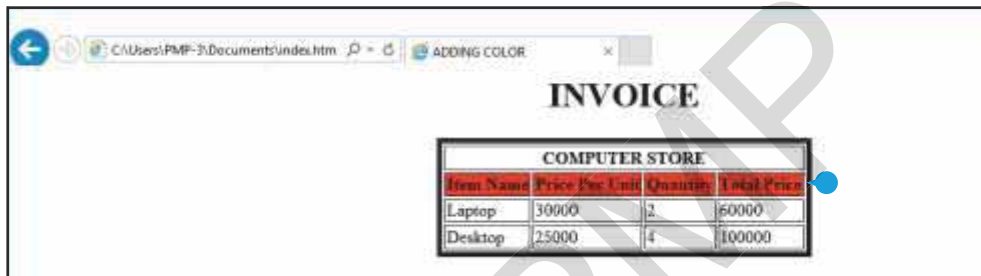 C:\Users\PMP-3\Documents\index.htm ADDING COLOR
INVOICE
COMPUTER STORE
Item Name Price Per Unit Quantity Total Price
Laptop 30000 2 60000
Desktop 25000 4 100000
PMP